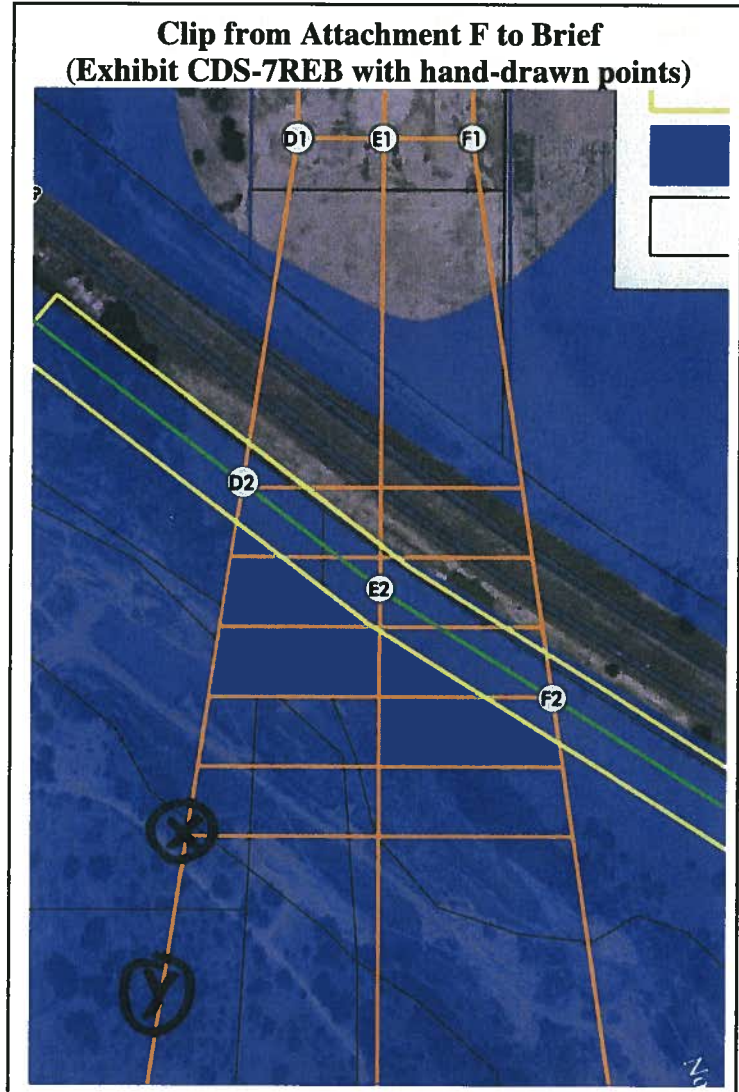 Clip from Attachment F to Brief
(Exhibit CDS-7REB with hand-drawn points)
D1 E1 F1
D2
E2
F2
X
Y